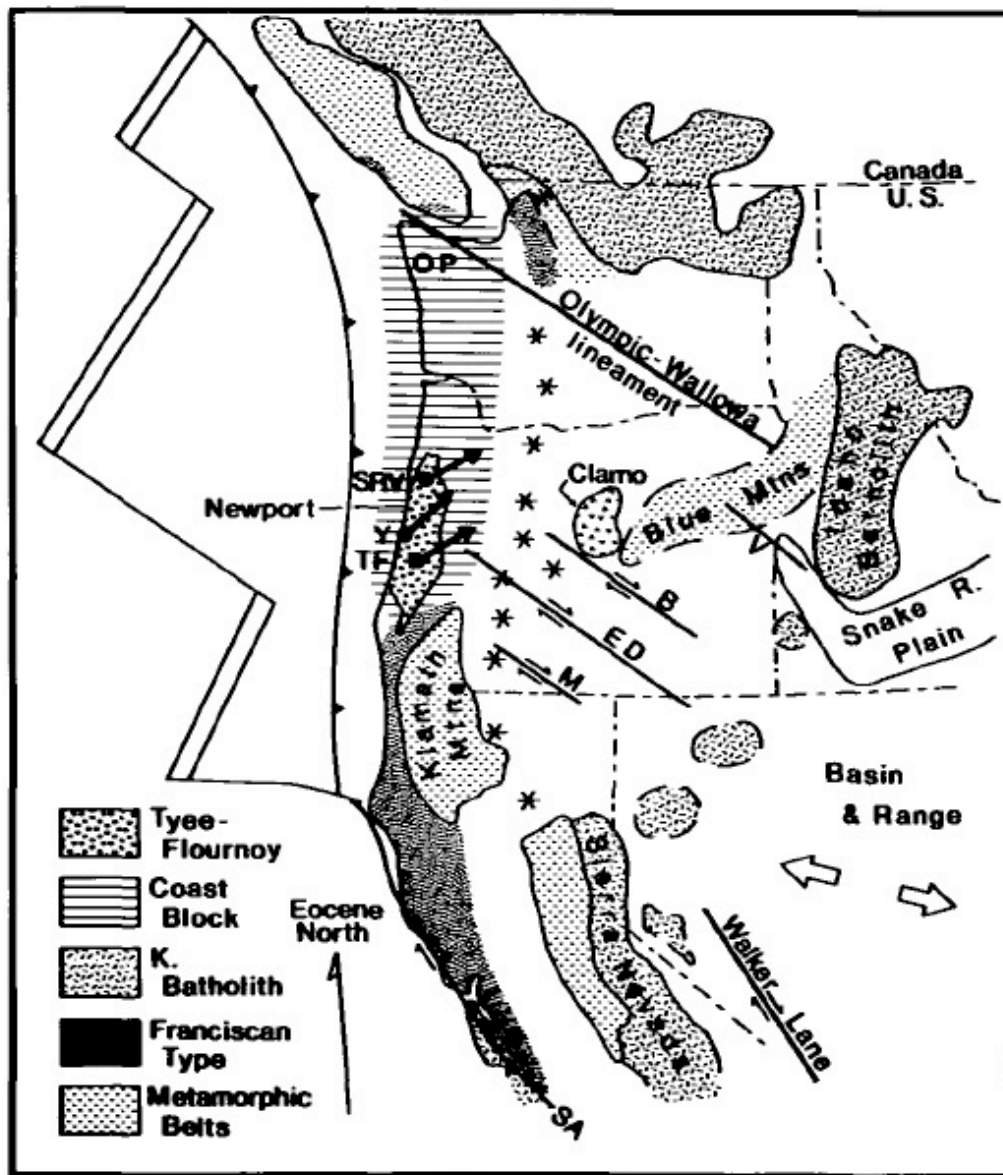 Canada
U. S.
OP
Olympic-Wallowa
lineament
SRV
Newport
Y
TF
Clarno
Blue Mtns
Idaho Batholith
B
ED
M
Snake R.
Plain
Klamath
Mtns
Basin
& Range
Sierra Nevada
Walker Lane
SA
Eocene
North
Tyee-
Flournoy
Coast
Block
K.
Batholith
Franciscan
Type
Metamorphic
Belts